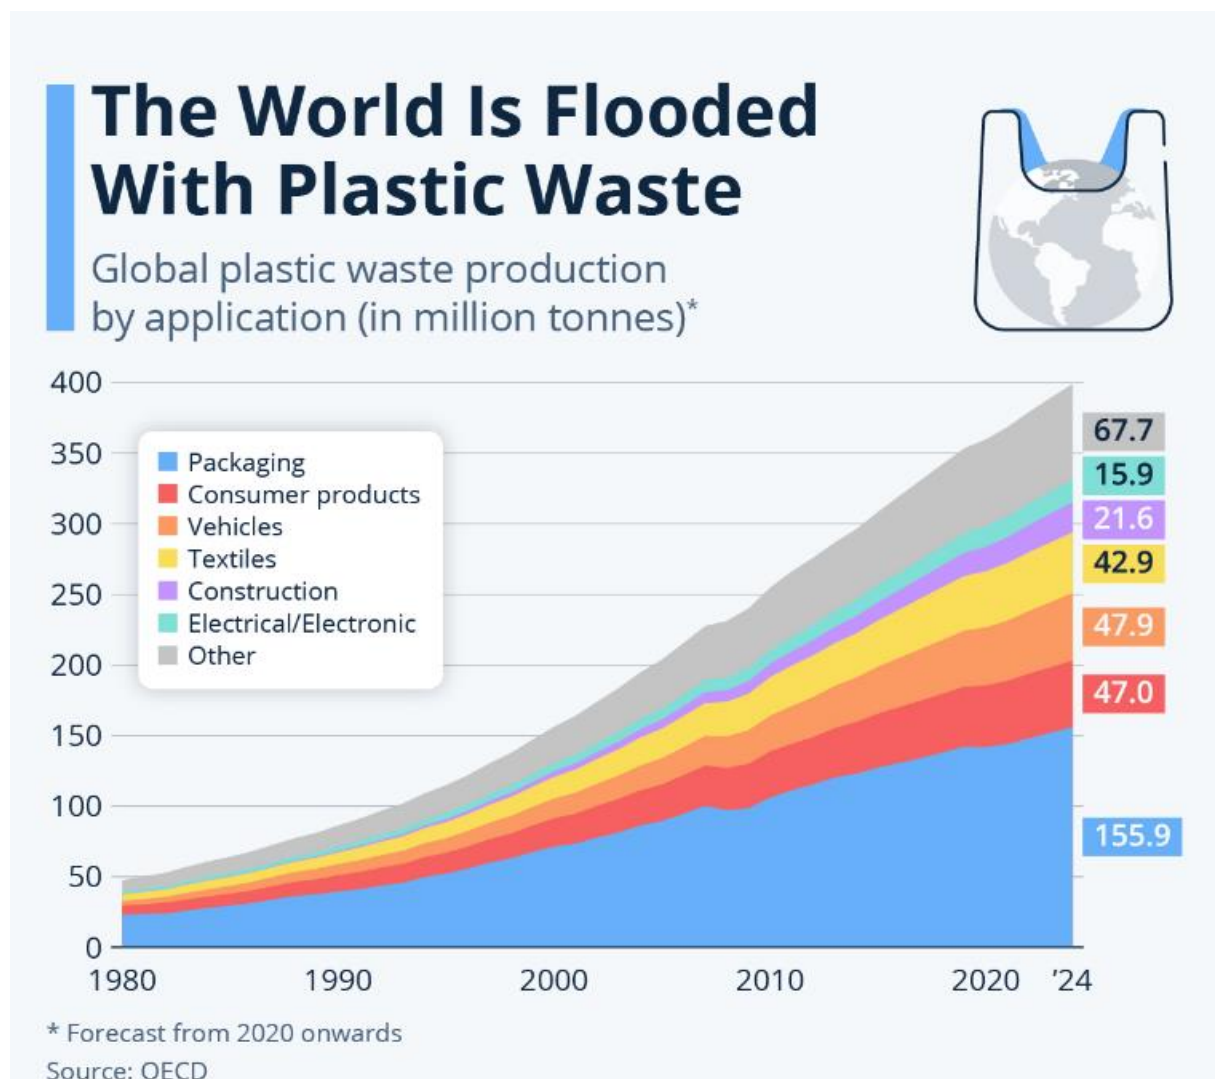 The World Is Flooded
With Plastic Waste
Global plastic waste production
by application (in million tonnes)*
400
350
300
250
200
150
100
50
0
Packaging
Consumer products
Vehicles
Textiles
Construction
Electrical/Electronic
Other
67.7
15.9
21.6
42.9
47.9
47.0
155.9
1980 1990 2000 2010 2020 '24
* Forecast from 2020 onwards
Source: OECD